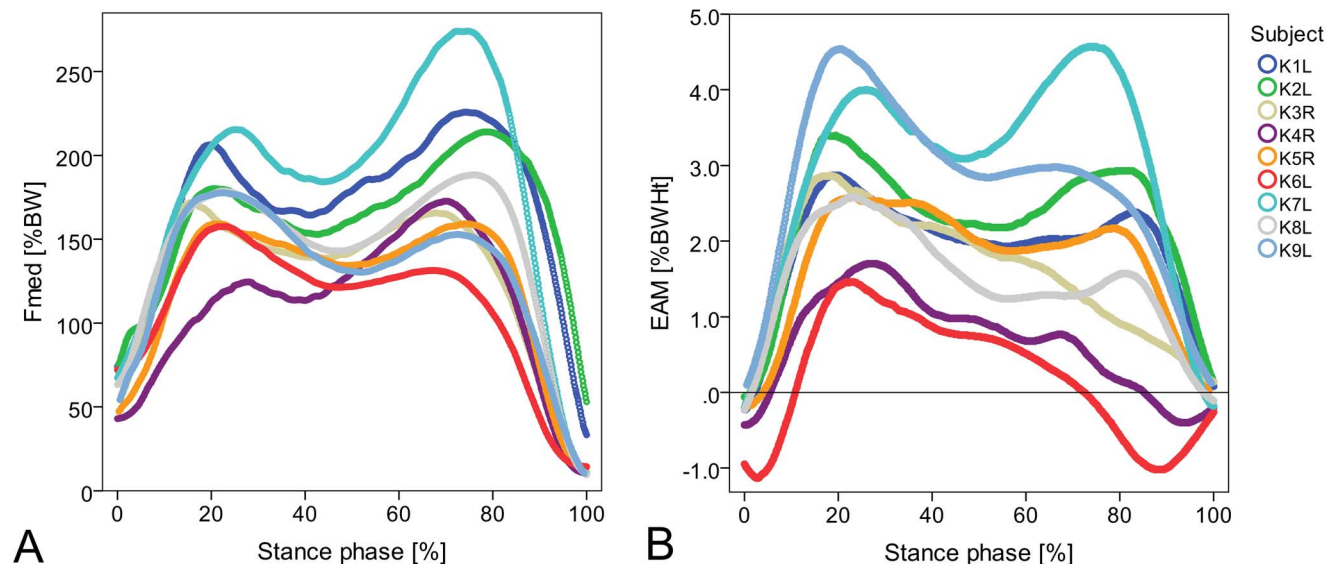 Fmed [%BW]
250
200
150
100
50
0
0 20 40 60 80 100
Stance phase [%]
A
EAM [%BWHt]
5.0
4.0
3.0
2.0
1.0
.0
-1.0
0 20 40 60 80 100
Stance phase [%]
B
Subject
K1L
K2L
K3R
K4R
K5R
K6L
K7L
K8L
K9L